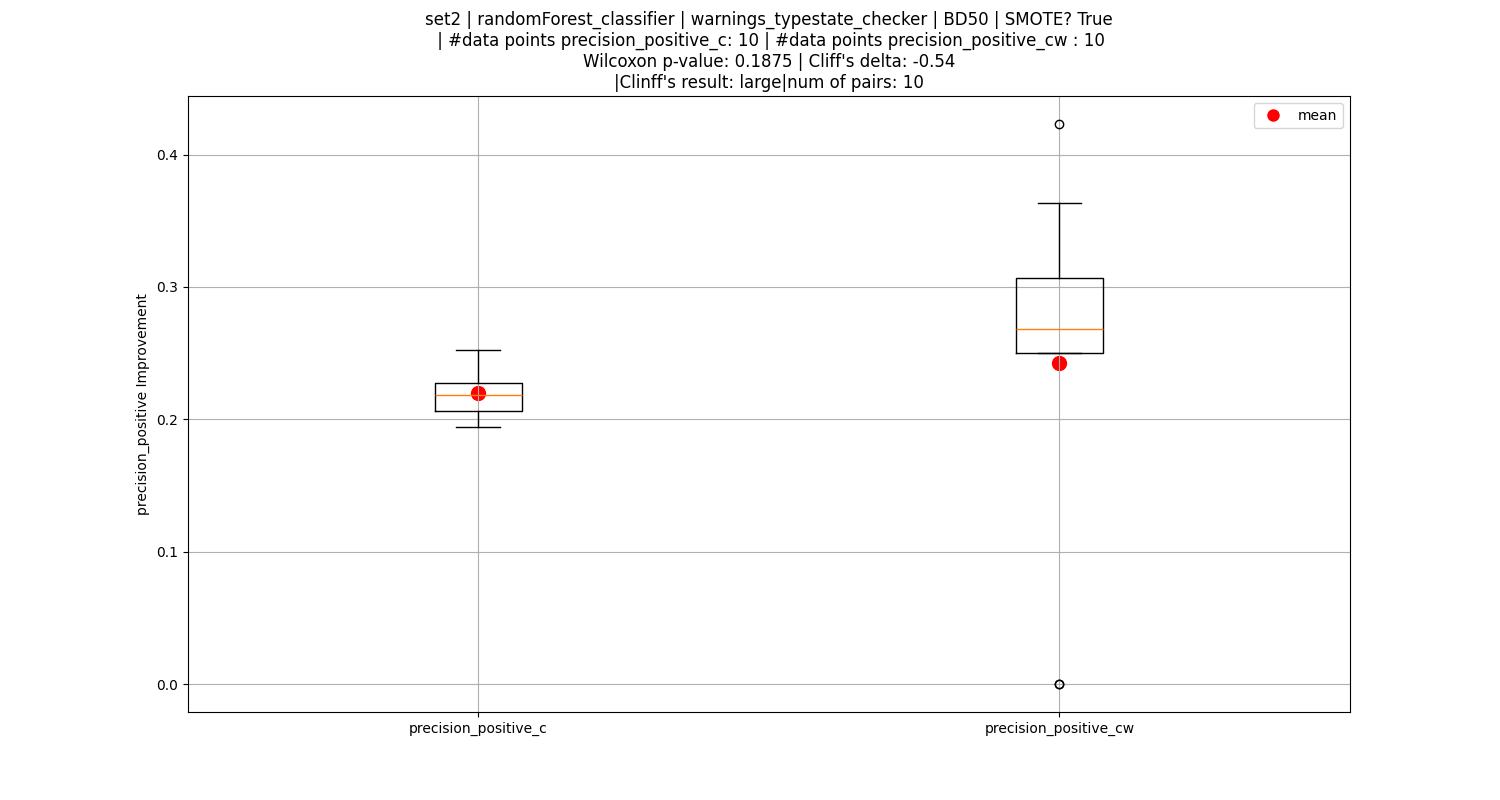 set2 | randomForest_classifier | warnings_typestate_checker | BD50 | SMOTE? True
| #data points precision_positive_c: 10 | #data points precision_positive_cw : 10
Wilcoxon p-value: 0.1875 | Cliff's delta: -0.54
|Clinff's result: large|num of pairs: 10
mean
0.4
0.3
0.2
0.1
0.0
precision_positive Improvement
precision_positive_c
precision_positive_cw